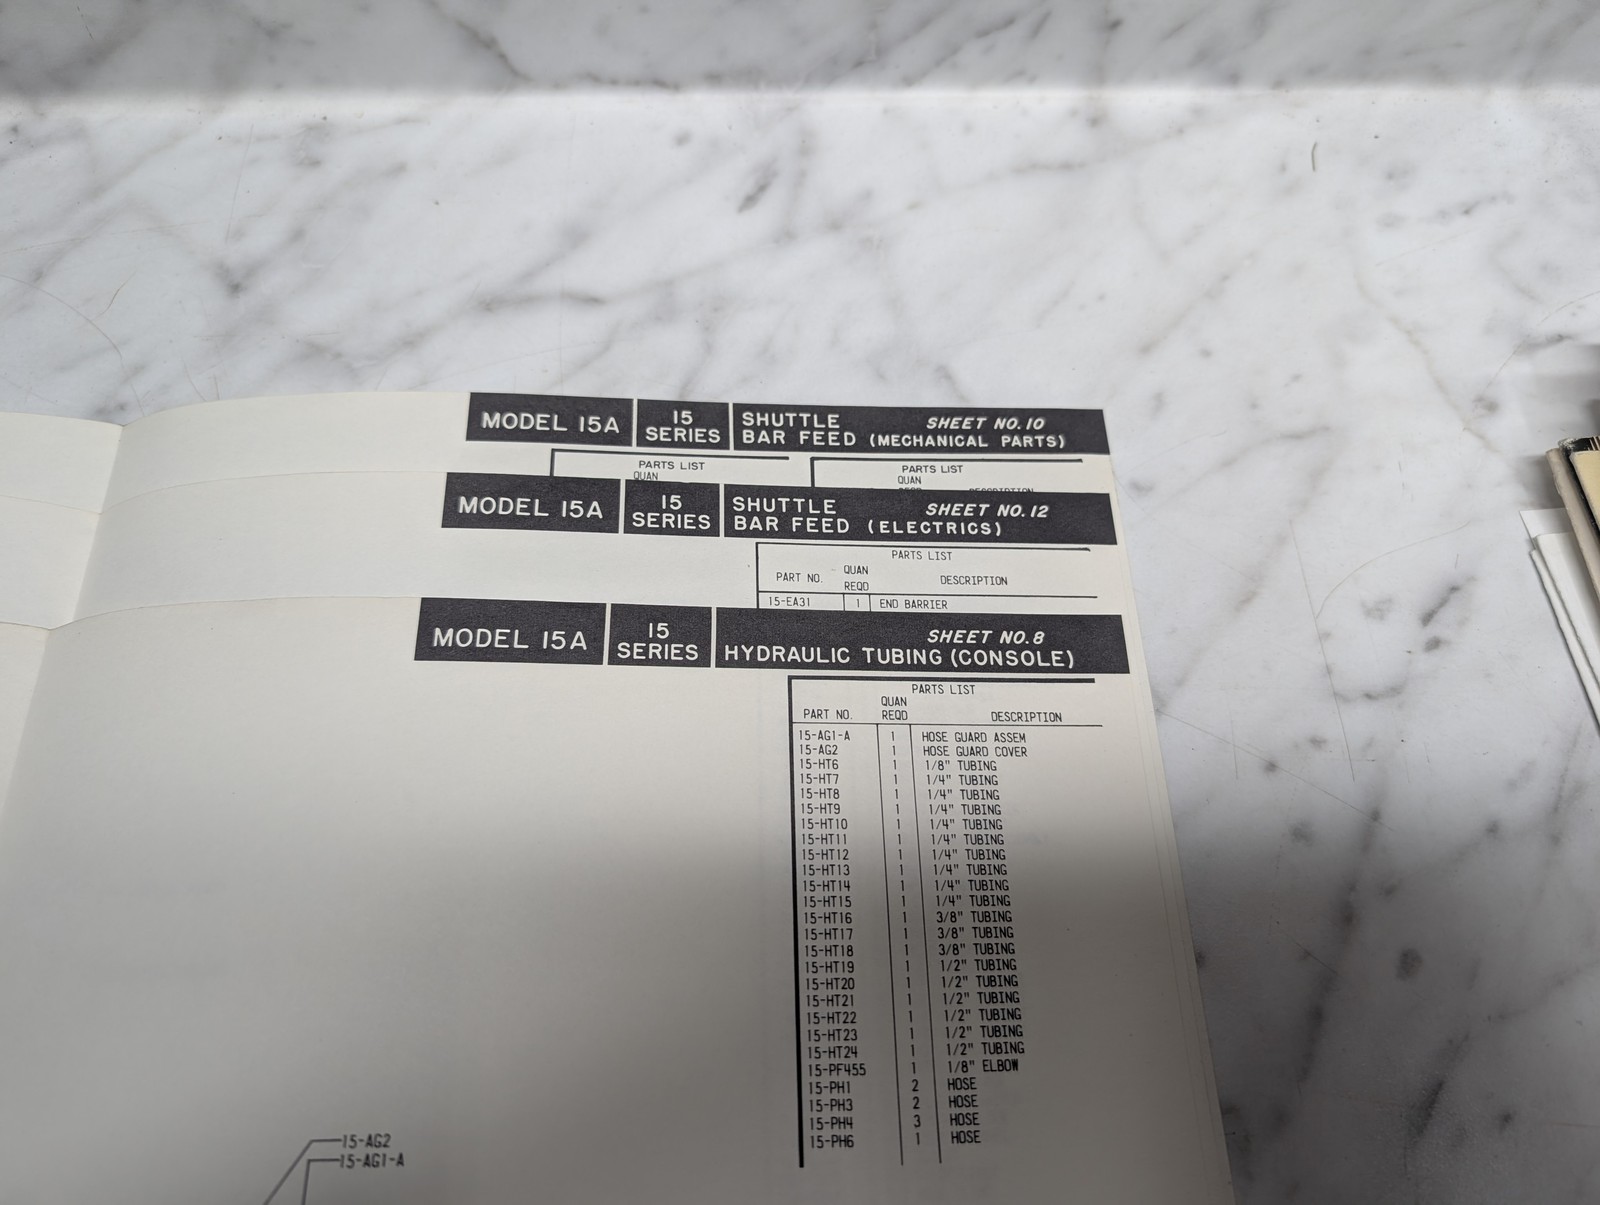 MODEL 15A 15 SERIES SHUTTLE BAR FEED (MECHANICAL PARTS) SHEET NO. 10
PARTS LIST PARTS LIST
QUAN QUAN
DESCRIPTION
MODEL 15A 15 SERIES SHUTTLE BAR FEED (ELECTRICS) SHEET NO. 12
PARTS LIST
PART NO. QUAN REQD DESCRIPTION
15-EA31 1 END BARRIER
MODEL 15A 15 SERIES HYDRAULIC TUBING (CONSOLE) SHEET NO. 8
PARTS LIST
PART NO. QUAN REQD DESCRIPTION
15-AG1-A 1 HOSE GUARD ASSEM
15-AG2 1 HOSE GUARD COVER
15-HT6 1 1/8" TUBING
15-HT7 1 1/4" TUBING
15-HT8 1 1/4" TUBING
15-HT9 1 1/4" TUBING
15-HT10 1 1/4" TUBING
15-HT11 1 1/4" TUBING
15-HT12 1 1/4" TUBING
15-HT13 1 1/4" TUBING
15-HT14 1 1/4" TUBING
15-HT15 1 1/4" TUBING
15-HT16 1 3/8" TUBING
15-HT17 1 3/8" TUBING
15-HT18 1 3/8" TUBING
15-HT19 1 1/2" TUBING
15-HT20 1 1/2" TUBING
15-HT21 1 1/2" TUBING
15-HT22 1 1/2" TUBING
15-HT23 1 1/2" TUBING
15-HT24 1 1/2" TUBING
15-PF455 1 1/8" ELBOW
15-PH1 2 HOSE
15-PH3 2 HOSE
15-PH4 3 HOSE
15-PH6 1 HOSE
15-AG2
15-AG1-A